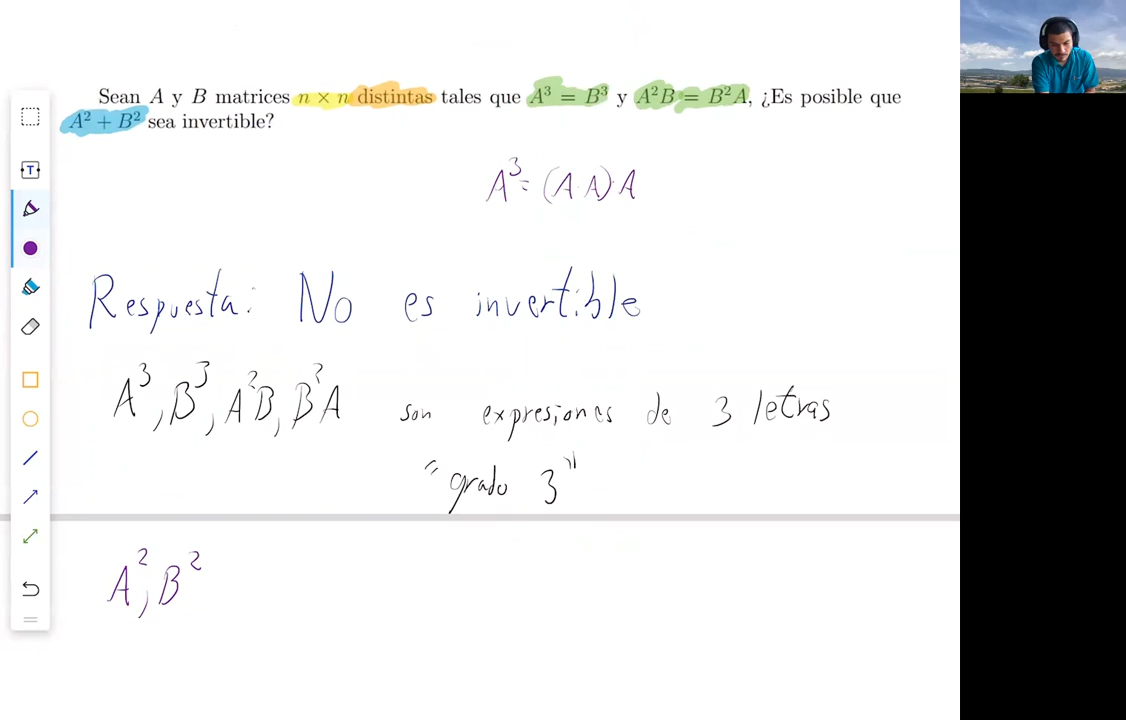 Sean A y B matrices n × n distintas tales que A³ = B³ y A²B = B²A, ¿Es posible que
A² + B² sea invertible?
A³ = (A A) A
Respuesta: No es invertible
A³, B³, A²B, B²A son expresiones de 3 letras
"grado 3"
A², B²